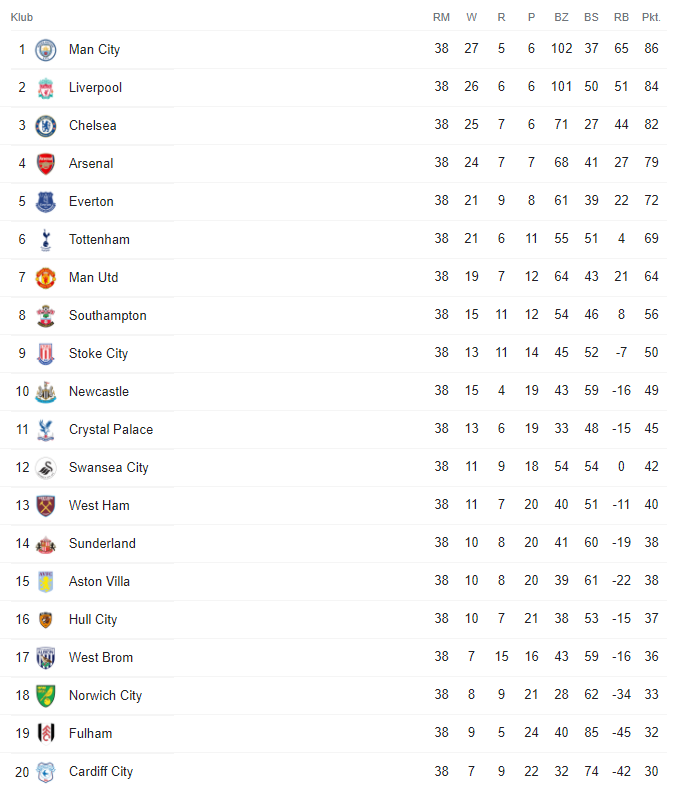 Klub RM W R P BZ BS RB Pkt.
1 Man City 38 27 5 6 102 37 65 86
2 Liverpool 38 26 6 6 101 50 51 84
3 Chelsea 38 25 7 6 71 27 44 82
4 Arsenal 38 24 7 7 68 41 27 79
5 Everton 38 21 9 8 61 39 22 72
6 Tottenham 38 21 6 11 55 51 4 69
7 Man Utd 38 19 7 12 64 43 21 64
8 Southampton 38 15 11 12 54 46 8 56
9 Stoke City 38 13 11 14 45 52 -7 50
10 Newcastle 38 15 4 19 43 59 -16 49
11 Crystal Palace 38 13 6 19 33 48 -15 45
12 Swansea City 38 11 9 18 54 54 0 42
13 West Ham 38 11 7 20 40 51 -11 40
14 Sunderland 38 10 8 20 41 60 -19 38
15 Aston Villa 38 10 8 20 39 61 -22 38
16 Hull City 38 10 7 21 38 53 -15 37
17 West Brom 38 7 15 16 43 59 -16 36
18 Norwich City 38 8 9 21 28 62 -34 33
19 Fulham 38 9 5 24 40 85 -45 32
20 Cardiff City 38 7 9 22 32 74 -42 30